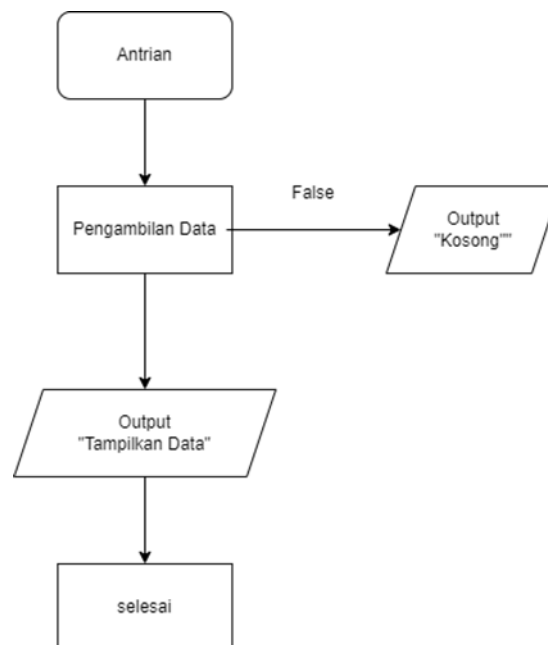 Antrian
False
Pengambilan Data
Output
"Kosong""
Output
"Tampilkan Data"
selesai